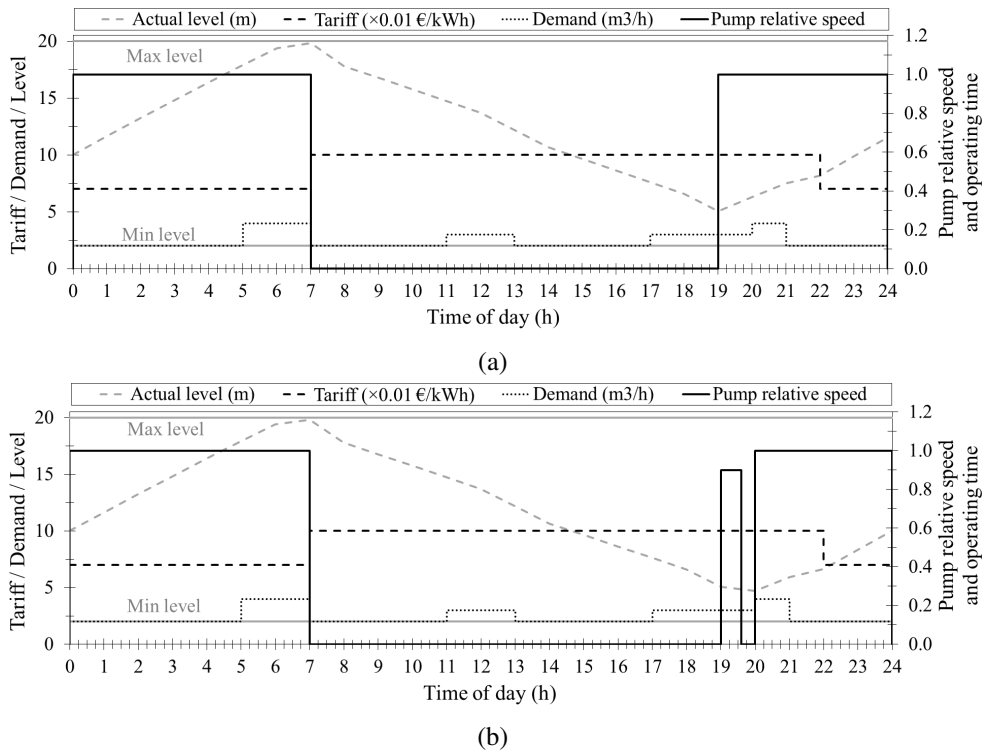 Actual level (m) Tariff (×0.01 €/kWh) Demand (m3/h) Pump relative speed
20 15 10 5 0
Tariff / Demand / Level
Max level
Min level
1.2 1.0 0.8 0.6 0.4 0.2 0.0
Pump relative speed
and operating time
0 1 2 3 4 5 6 7 8 9 10 11 12 13 14 15 16 17 18 19 20 21 22 23 24
Time of day (h)
(a)
Actual level (m) Tariff (×0.01 €/kWh) Demand (m3/h) Pump relative speed
20 15 10 5 0
Tariff / Demand / Level
Max level
Min level
1.2 1.0 0.8 0.6 0.4 0.2 0.0
Pump relative speed
and operating time
0 1 2 3 4 5 6 7 8 9 10 11 12 13 14 15 16 17 18 19 20 21 22 23 24
Time of day (h)
(b)